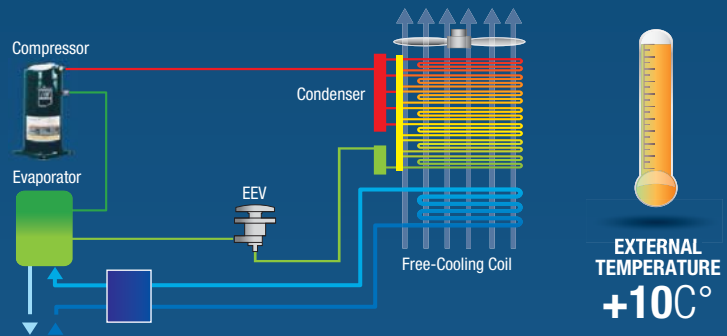 Compressor
Condenser
Evaporator
EEV
Free-Cooling Coil
EXTERNAL
TEMPERATURE
+10C°